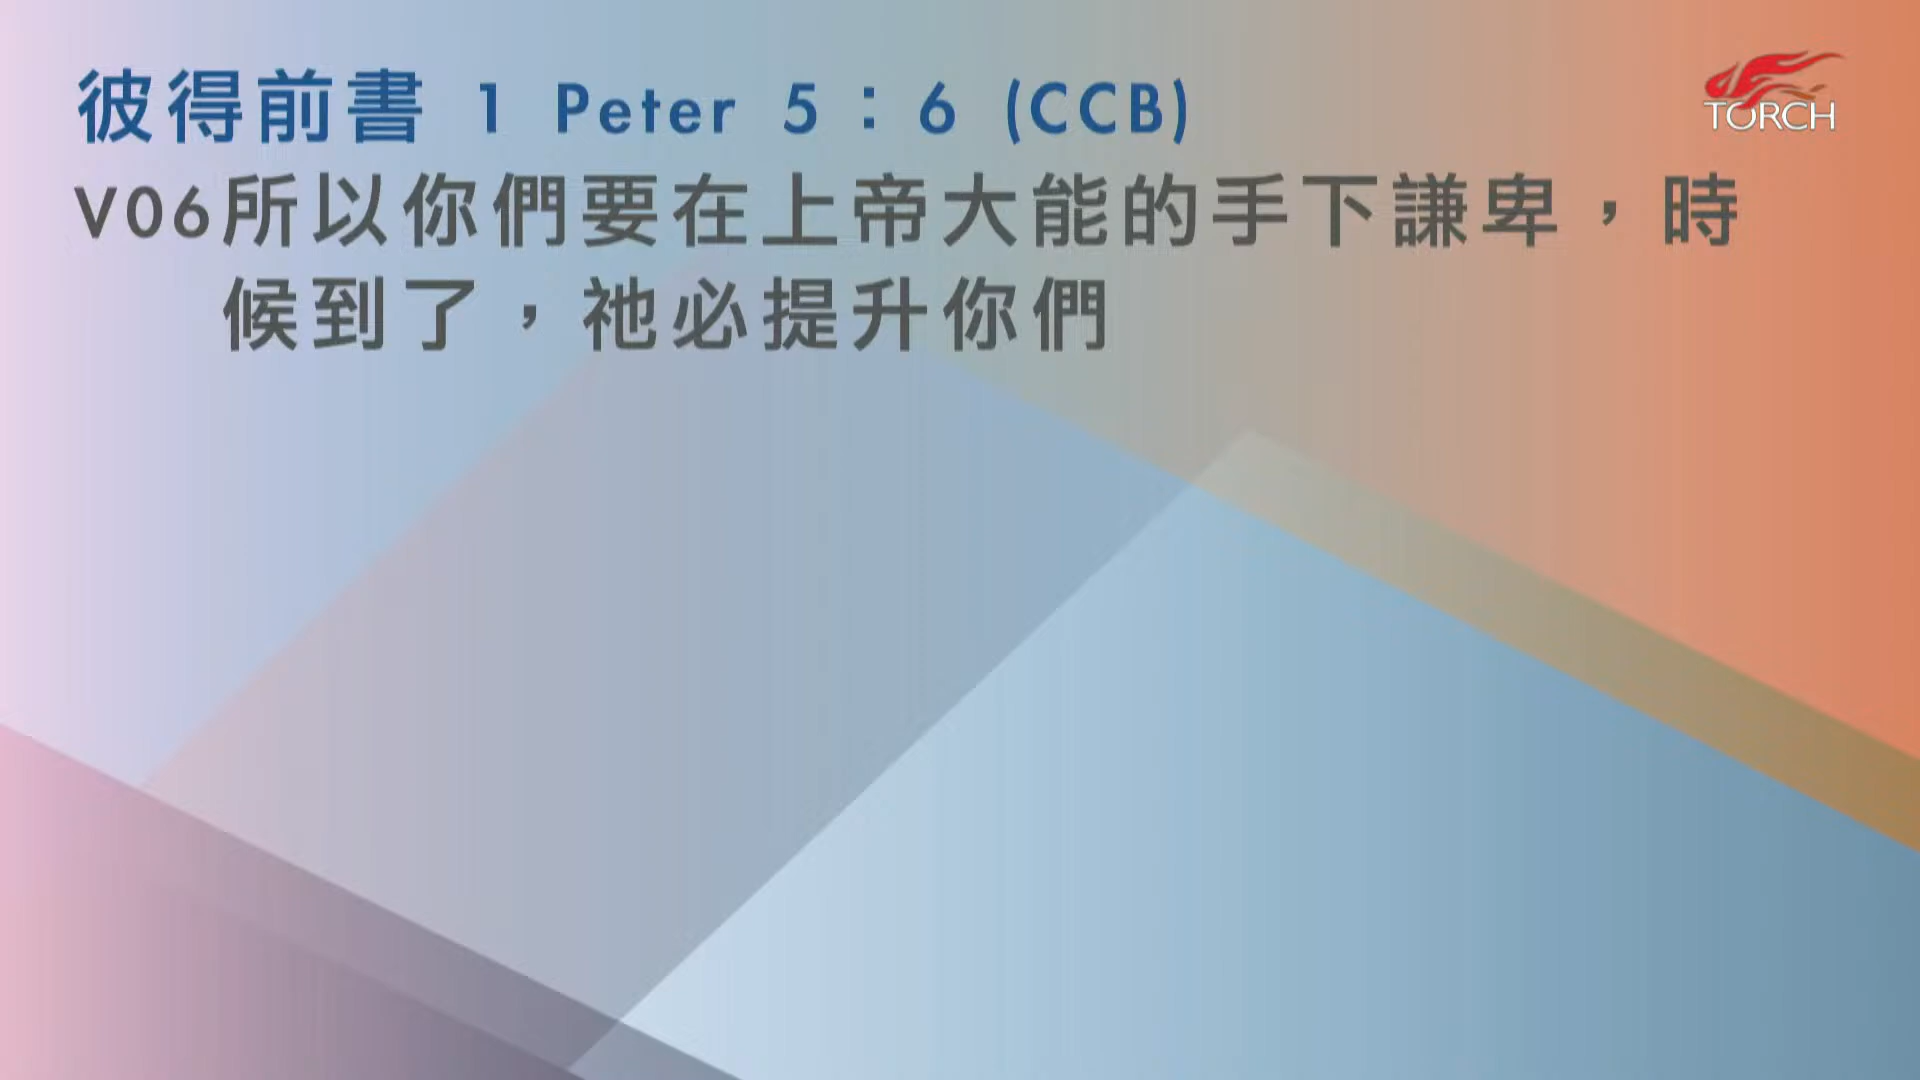 彼得前書 1 Peter 5：6 (CCB)
TORCH
V06所以你們要在上帝大能的手下謙卑，時
候到了，祂必提升你們